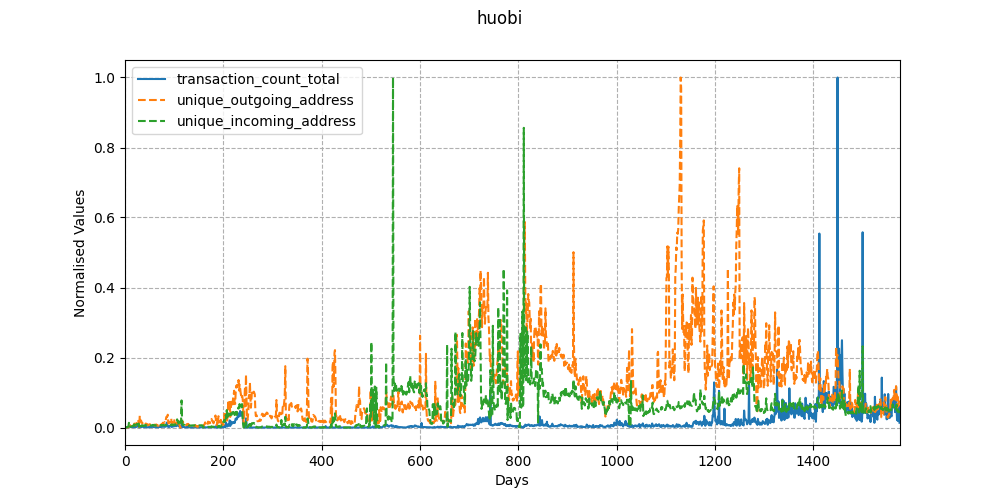 huobi
transaction_count_total
unique_outgoing_address
unique_incoming_address
Normalised Values
1.0
0.8
0.6
0.4
0.2
0.0
0 200 400 600 800 1000 1200 1400
Days